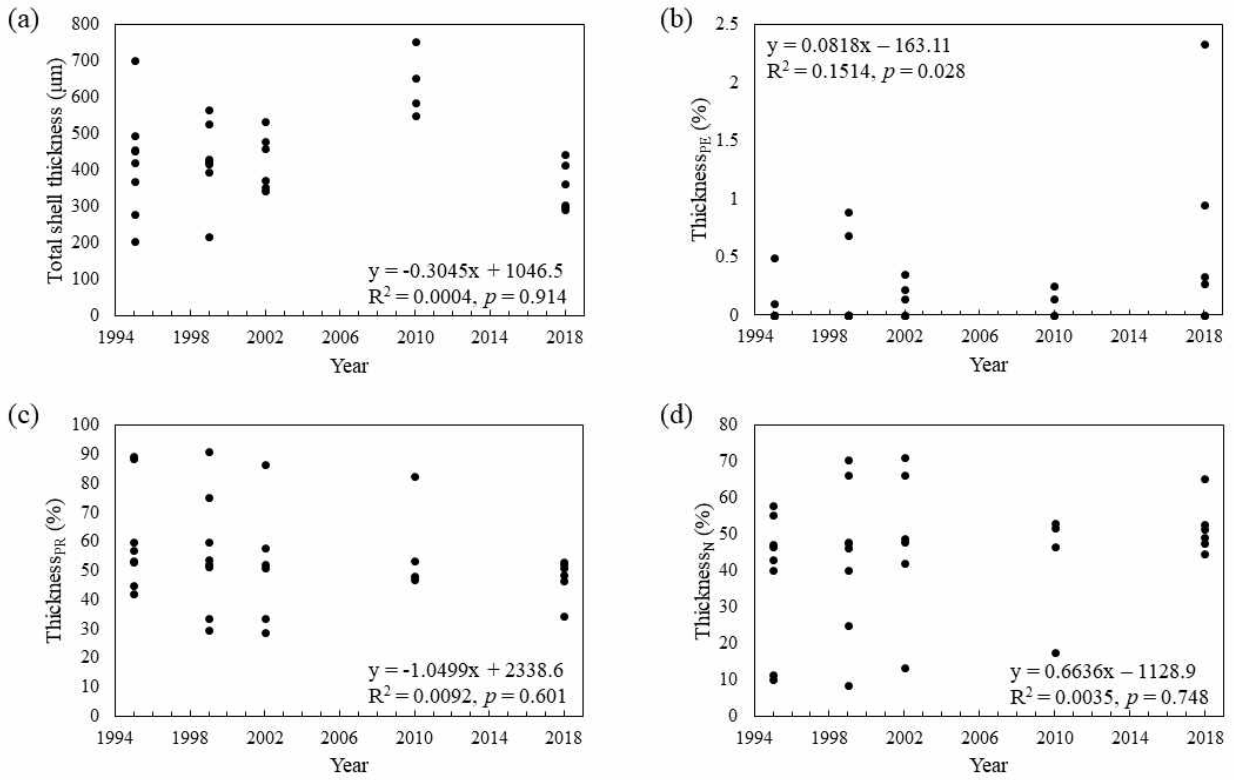 (a)
800
700
600
500
400
300
200
100
0
Total shell thickness (µm)
y = -0.3045x + 1046.5
R² = 0.0004, p = 0.914
1994 1998 2002 2006 2010 2014 2018
Year
(b)
2.5
2
1.5
1
0.5
0
Thickness_PE (%)
y = 0.0818x – 163.11
R² = 0.1514, p = 0.028
1994 1998 2002 2006 2010 2014 2018
Year
(c)
100
90
80
70
60
50
40
30
20
10
0
Thickness_PR (%)
y = -1.0499x + 2338.6
R² = 0.0092, p = 0.601
1994 1998 2002 2006 2010 2014 2018
Year
(d)
80
70
60
50
40
30
20
10
0
Thickness_N (%)
y = 0.6636x – 1128.9
R² = 0.0035, p = 0.748
1994 1998 2002 2006 2010 2014 2018
Year